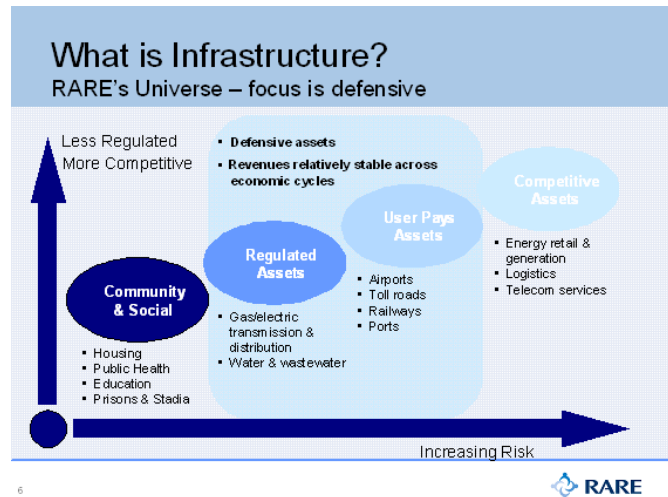 What is Infrastructure?
RARE's Universe – focus is defensive
Less Regulated
More Competitive
▪ Defensive assets
▪ Revenues relatively stable across
economic cycles
Competitive
Assets
User Pays
Assets
Regulated
Assets
Community
& Social
▪ Energy retail &
generation
▪ Logistics
▪ Telecom services
▪ Airports
▪ Toll roads
▪ Railways
▪ Ports
▪ Gas/electric
transmission &
distribution
▪ Water & wastewater
▪ Housing
▪ Public Health
▪ Education
▪ Prisons & Stadia
Increasing Risk
6
RARE